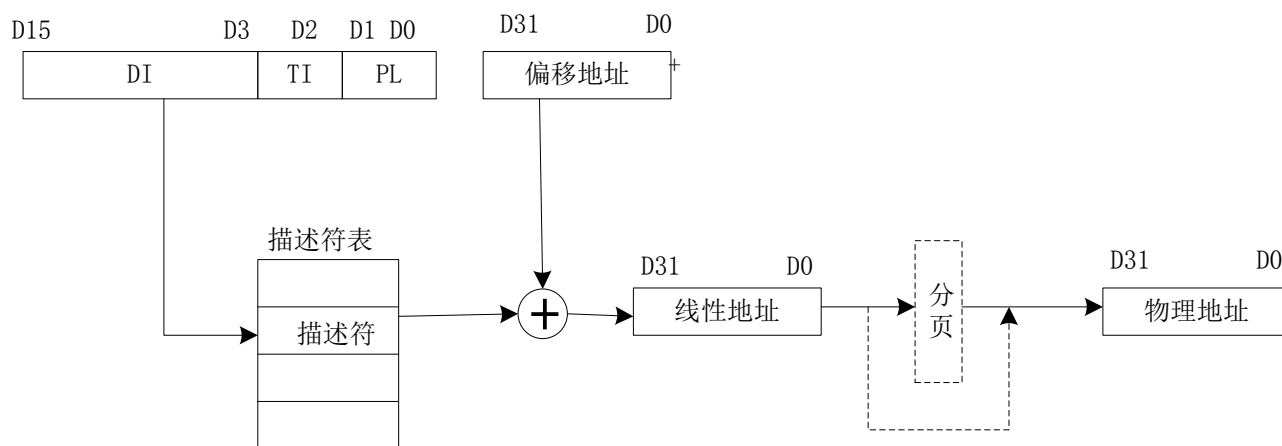 D15 D3 D2 D1 D0
D31 D0
DI TI PL
偏移地址
+
描述符表
描述符
+
D31 D0
线性地址
分页
D31 D0
物理地址